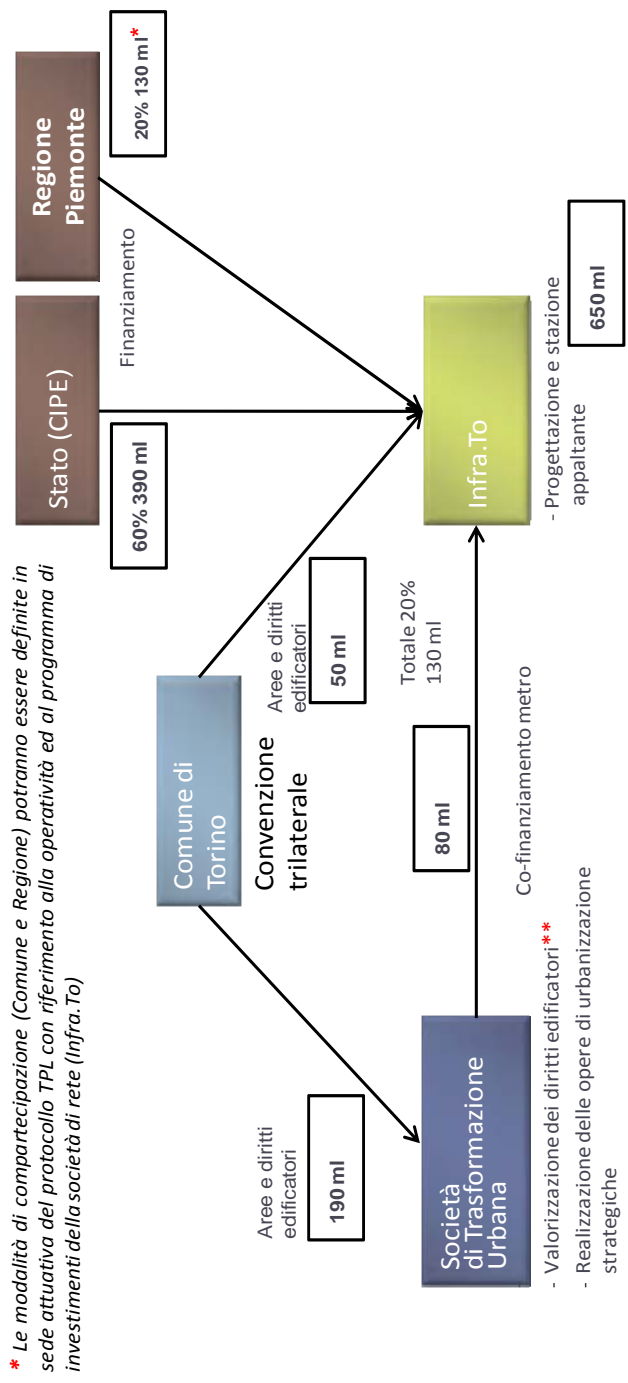 * Le modalità di compartecipazione (Comune e Regione) potranno essere definite in
sede attuativa del protocollo TPL con riferimento alla operatività ed al programma di
investimenti della società di rete (Infra.To)
Stato (CIPE)
Regione
Piemonte
60% 390 ml
Finanziamento
20% 130 ml*
Comune di
Torino
Convenzione
trilaterale
Aree e diritti
edificatori
190 ml
Aree e diritti
edificatori
50 ml
Società
di Trasformazione
Urbana
80 ml
Totale 20%
130 ml
Co-finanziamento metro
Infra.To
- Valorizzazione dei diritti edificatori**
- Realizzazione delle opere di urbanizzazione
strategiche
- Progettazione e stazione
appaltante
650 ml